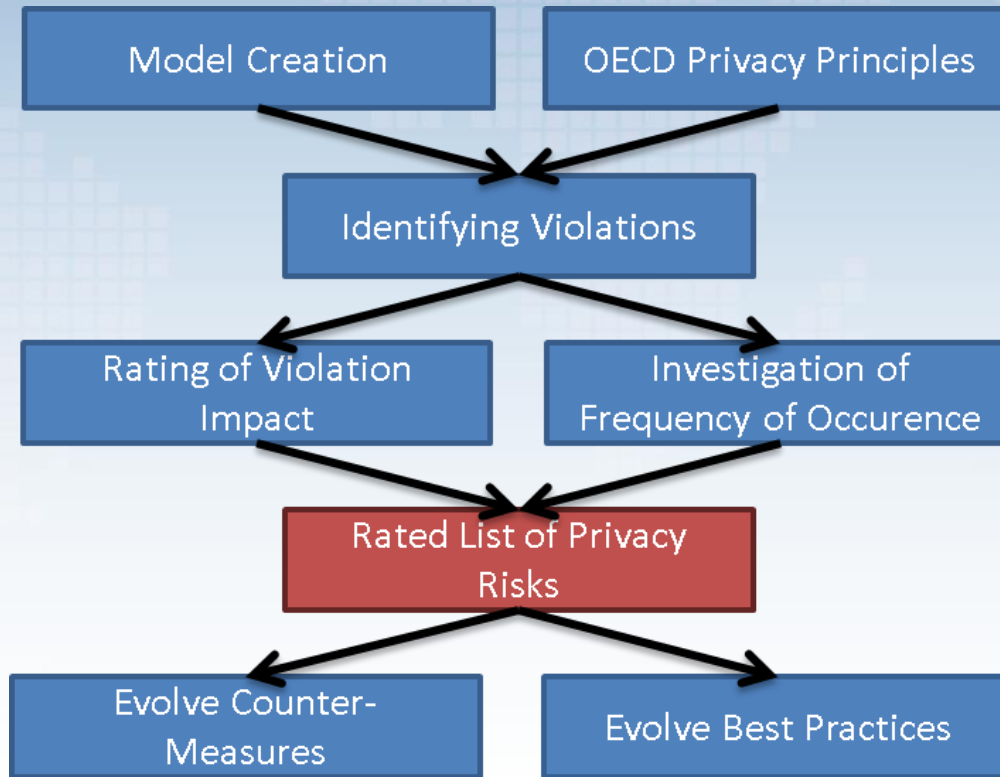 Model Creation
OECD Privacy Principles
Identifying Violations
Rating of Violation
Impact
Investigation of
Frequency of Occurence
Rated List of Privacy
Risks
Evolve Counter-
Measures
Evolve Best Practices